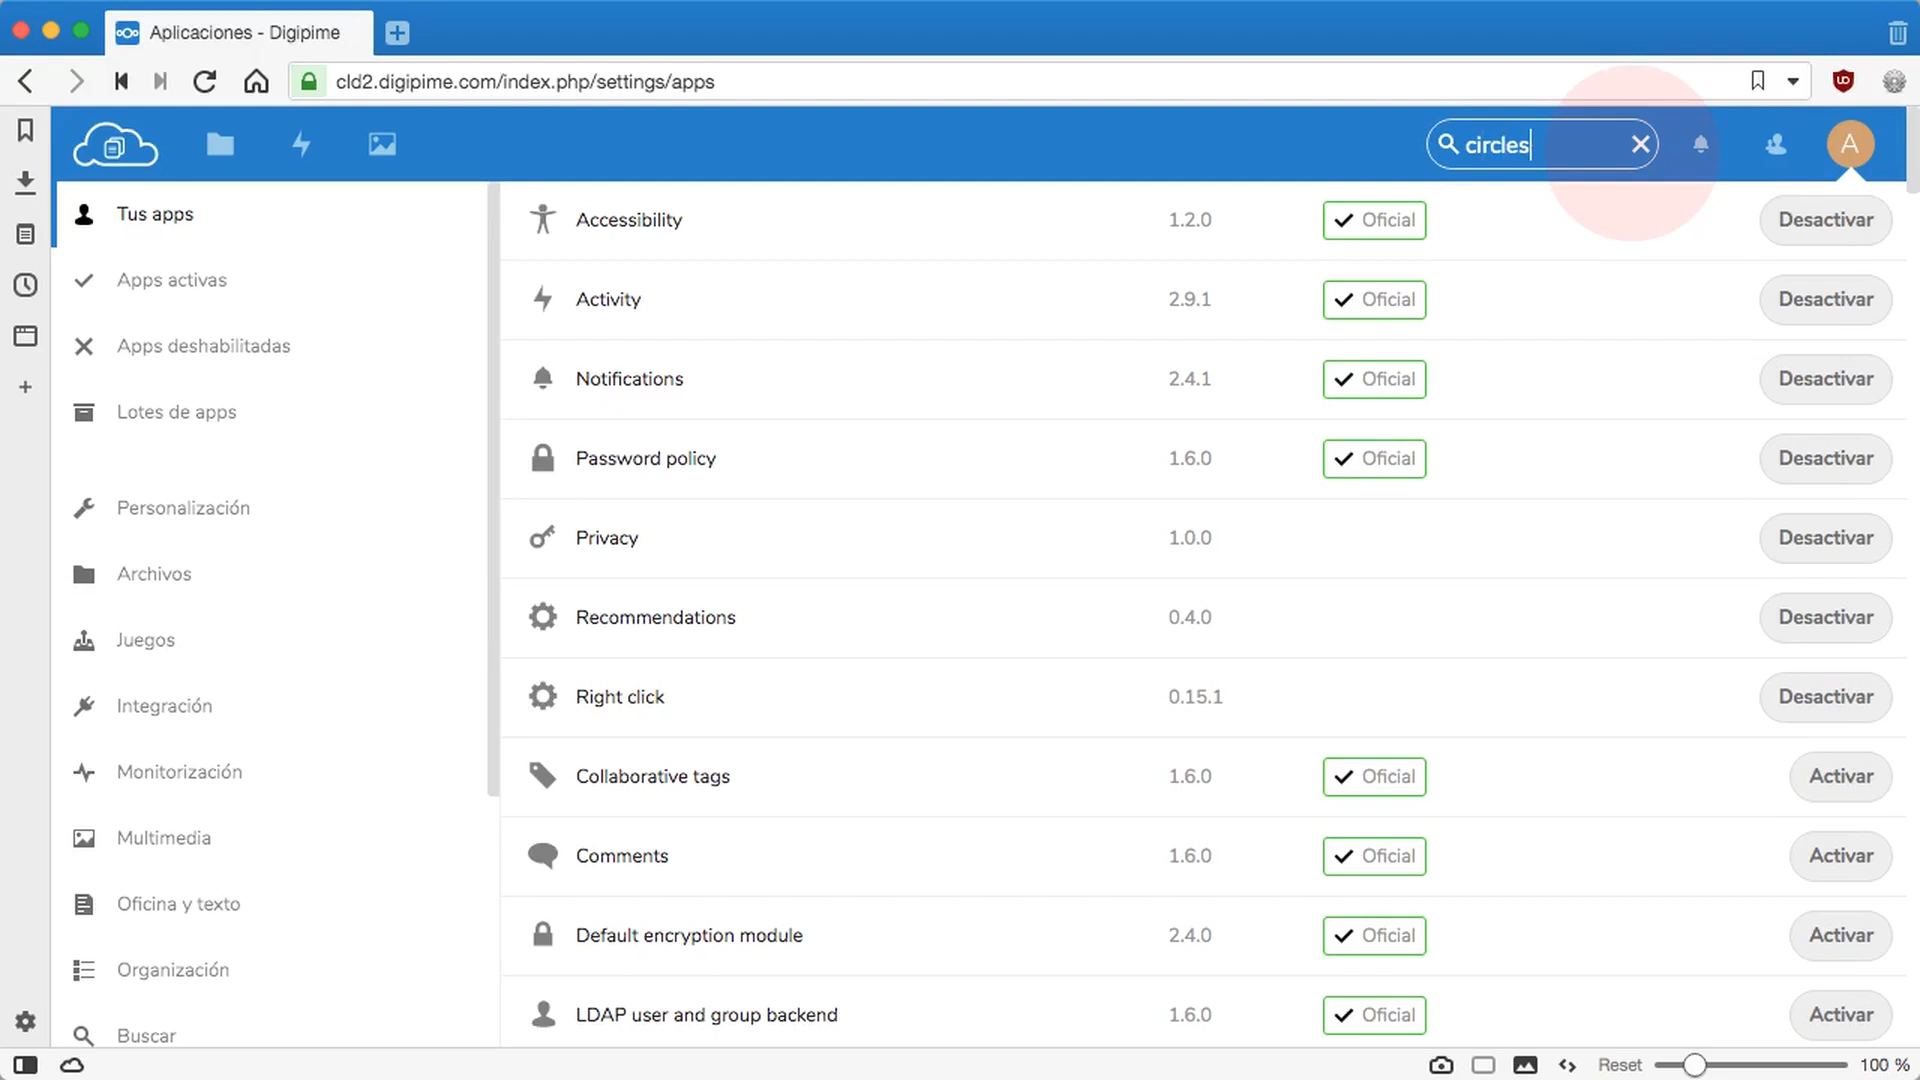 Aplicaciones - Digipime
cld2.digipime.com/index.php/settings/apps
circles
A
Tus apps
Apps activas
Apps deshabilitadas
Lotes de apps
Personalización
Archivos
Juegos
Integración
Monitorización
Multimedia
Oficina y texto
Organización
Buscar
Accessibility 1.2.0 Oficial Desactivar
Activity 2.9.1 Oficial Desactivar
Notifications 2.4.1 Oficial Desactivar
Password policy 1.6.0 Oficial Desactivar
Privacy 1.0.0 Desactivar
Recommendations 0.4.0 Desactivar
Right click 0.15.1 Desactivar
Collaborative tags 1.6.0 Oficial Activar
Comments 1.6.0 Oficial Activar
Default encryption module 2.4.0 Oficial Activar
LDAP user and group backend 1.6.0 Oficial Activar
Reset 100 %